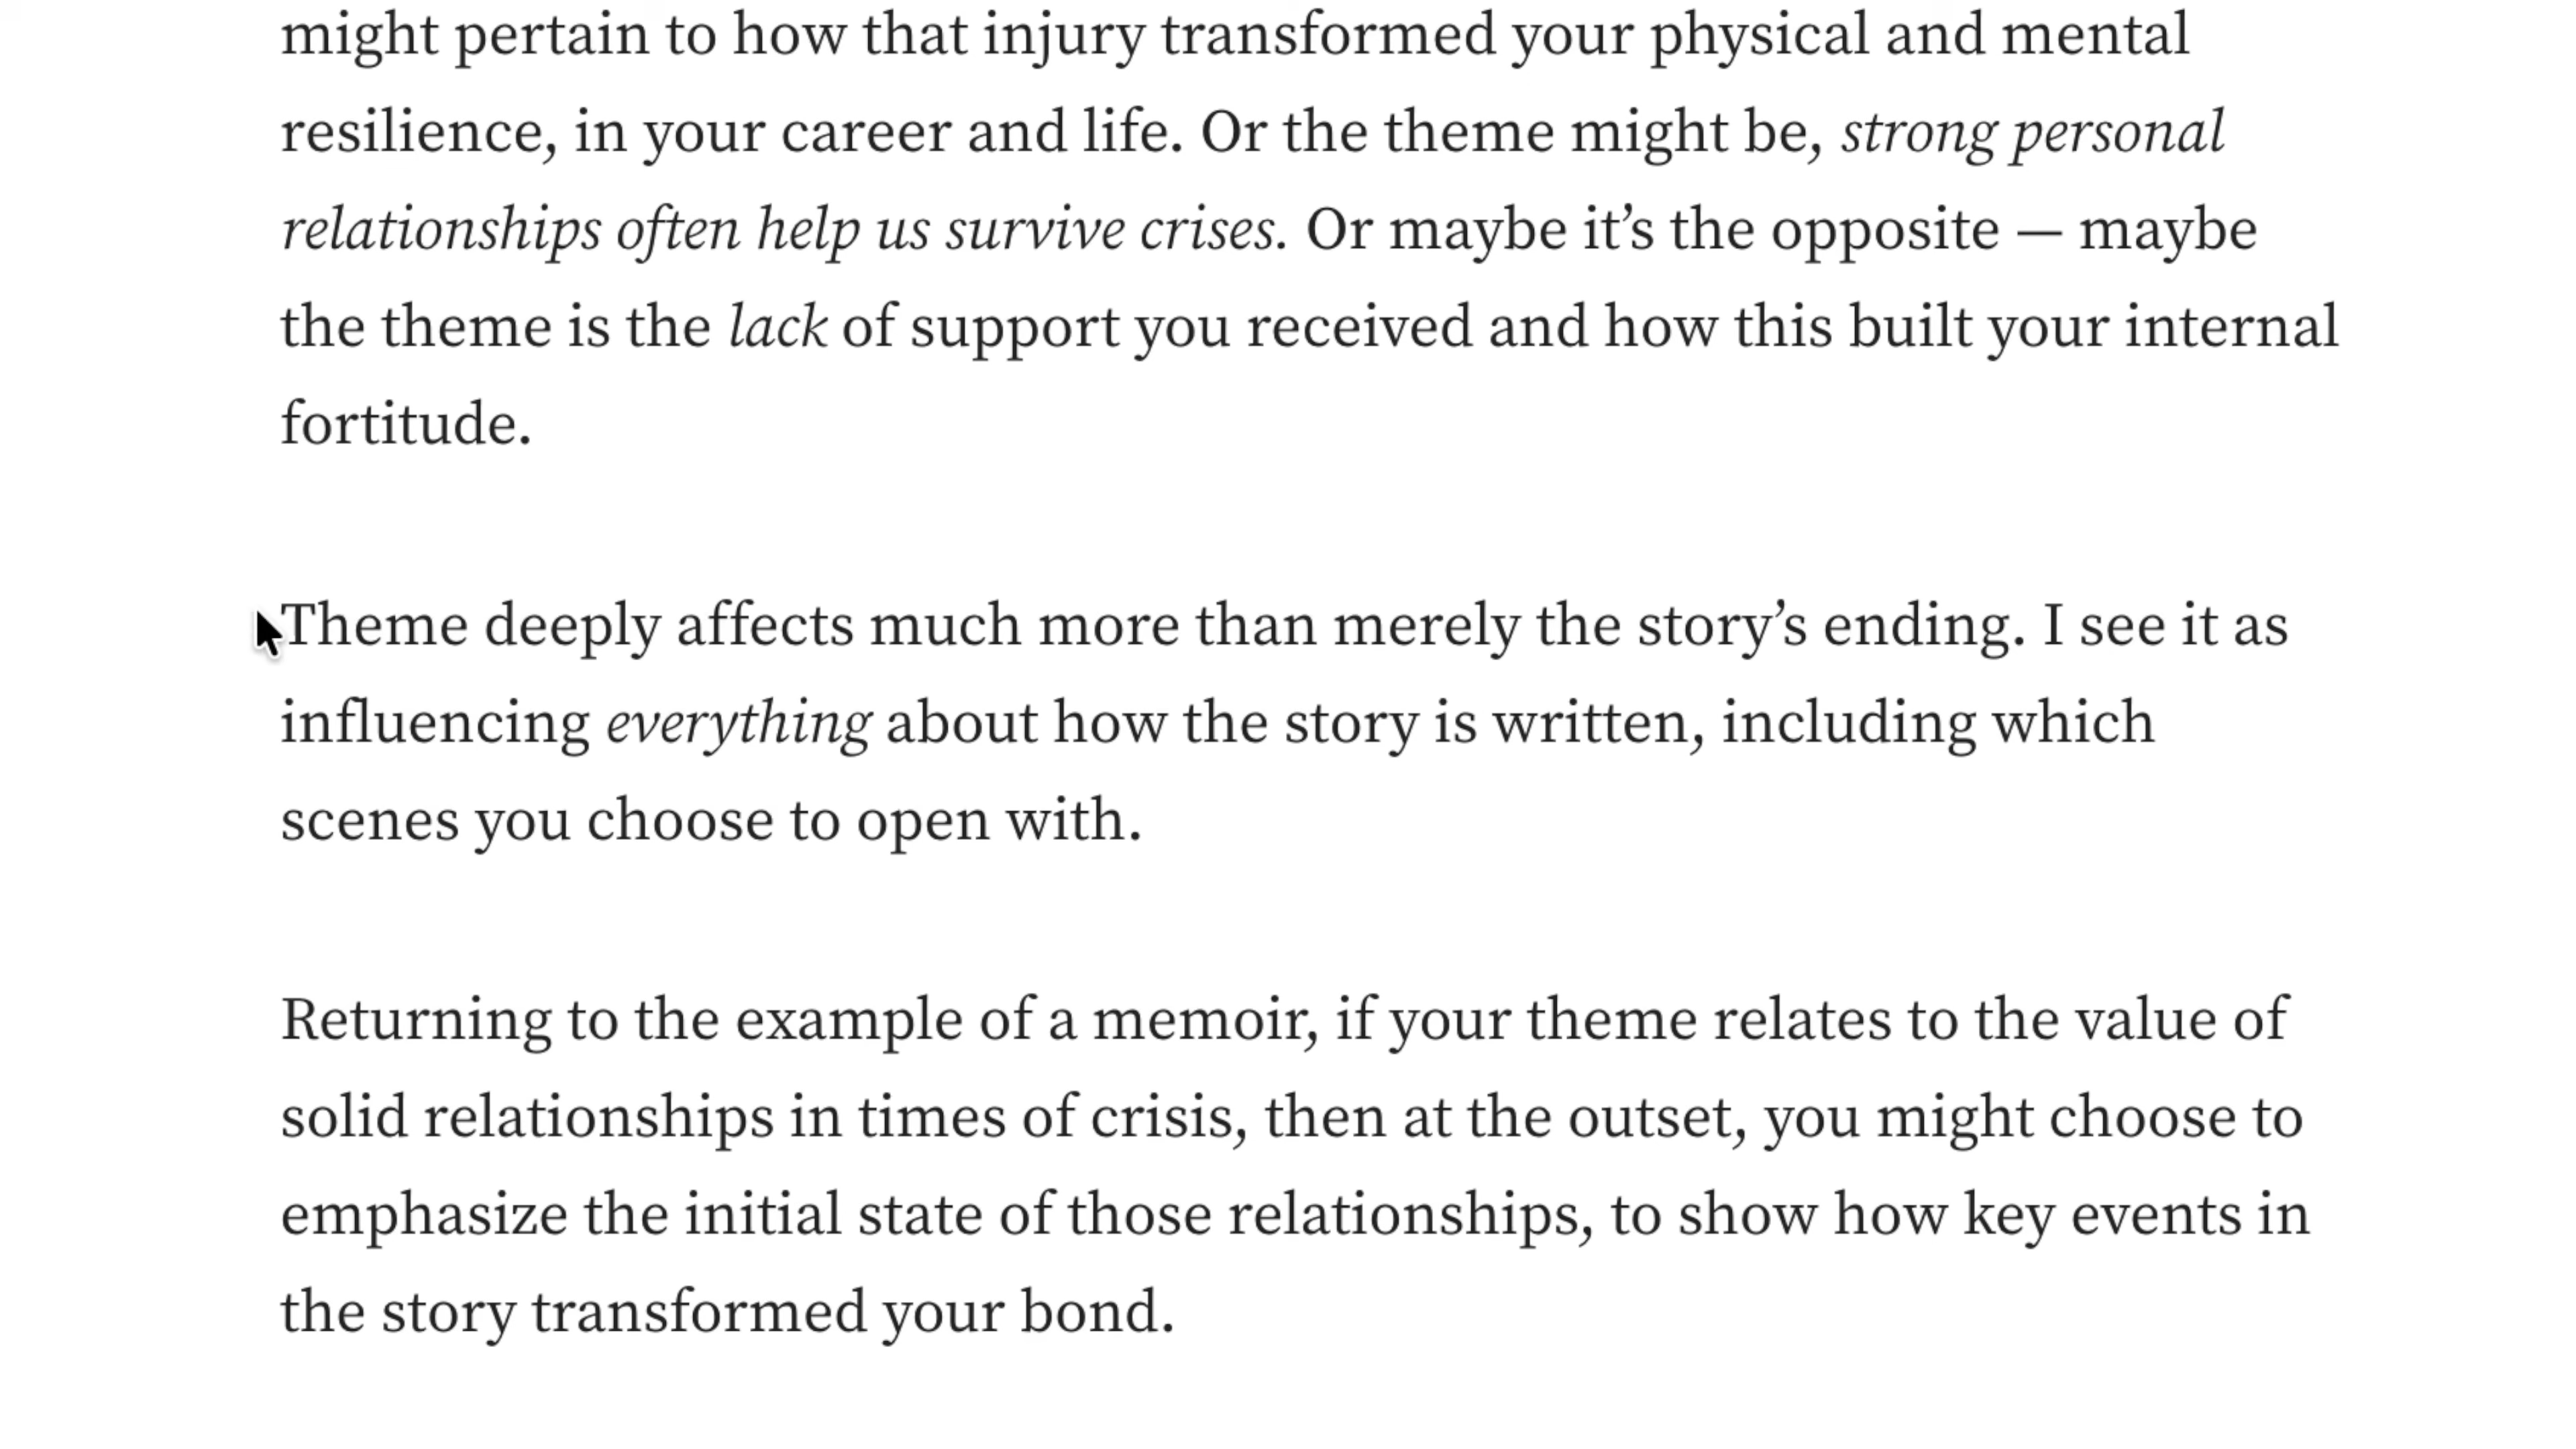 might pertain to how that injury transformed your physical and mental
resilience, in your career and life. Or the theme might be, strong personal
relationships often help us survive crises. Or maybe it’s the opposite — maybe
the theme is the lack of support you received and how this built your internal
fortitude.
Theme deeply affects much more than merely the story’s ending. I see it as
influencing everything about how the story is written, including which
scenes you choose to open with.
Returning to the example of a memoir, if your theme relates to the value of
solid relationships in times of crisis, then at the outset, you might choose to
emphasize the initial state of those relationships, to show how key events in
the story transformed your bond.